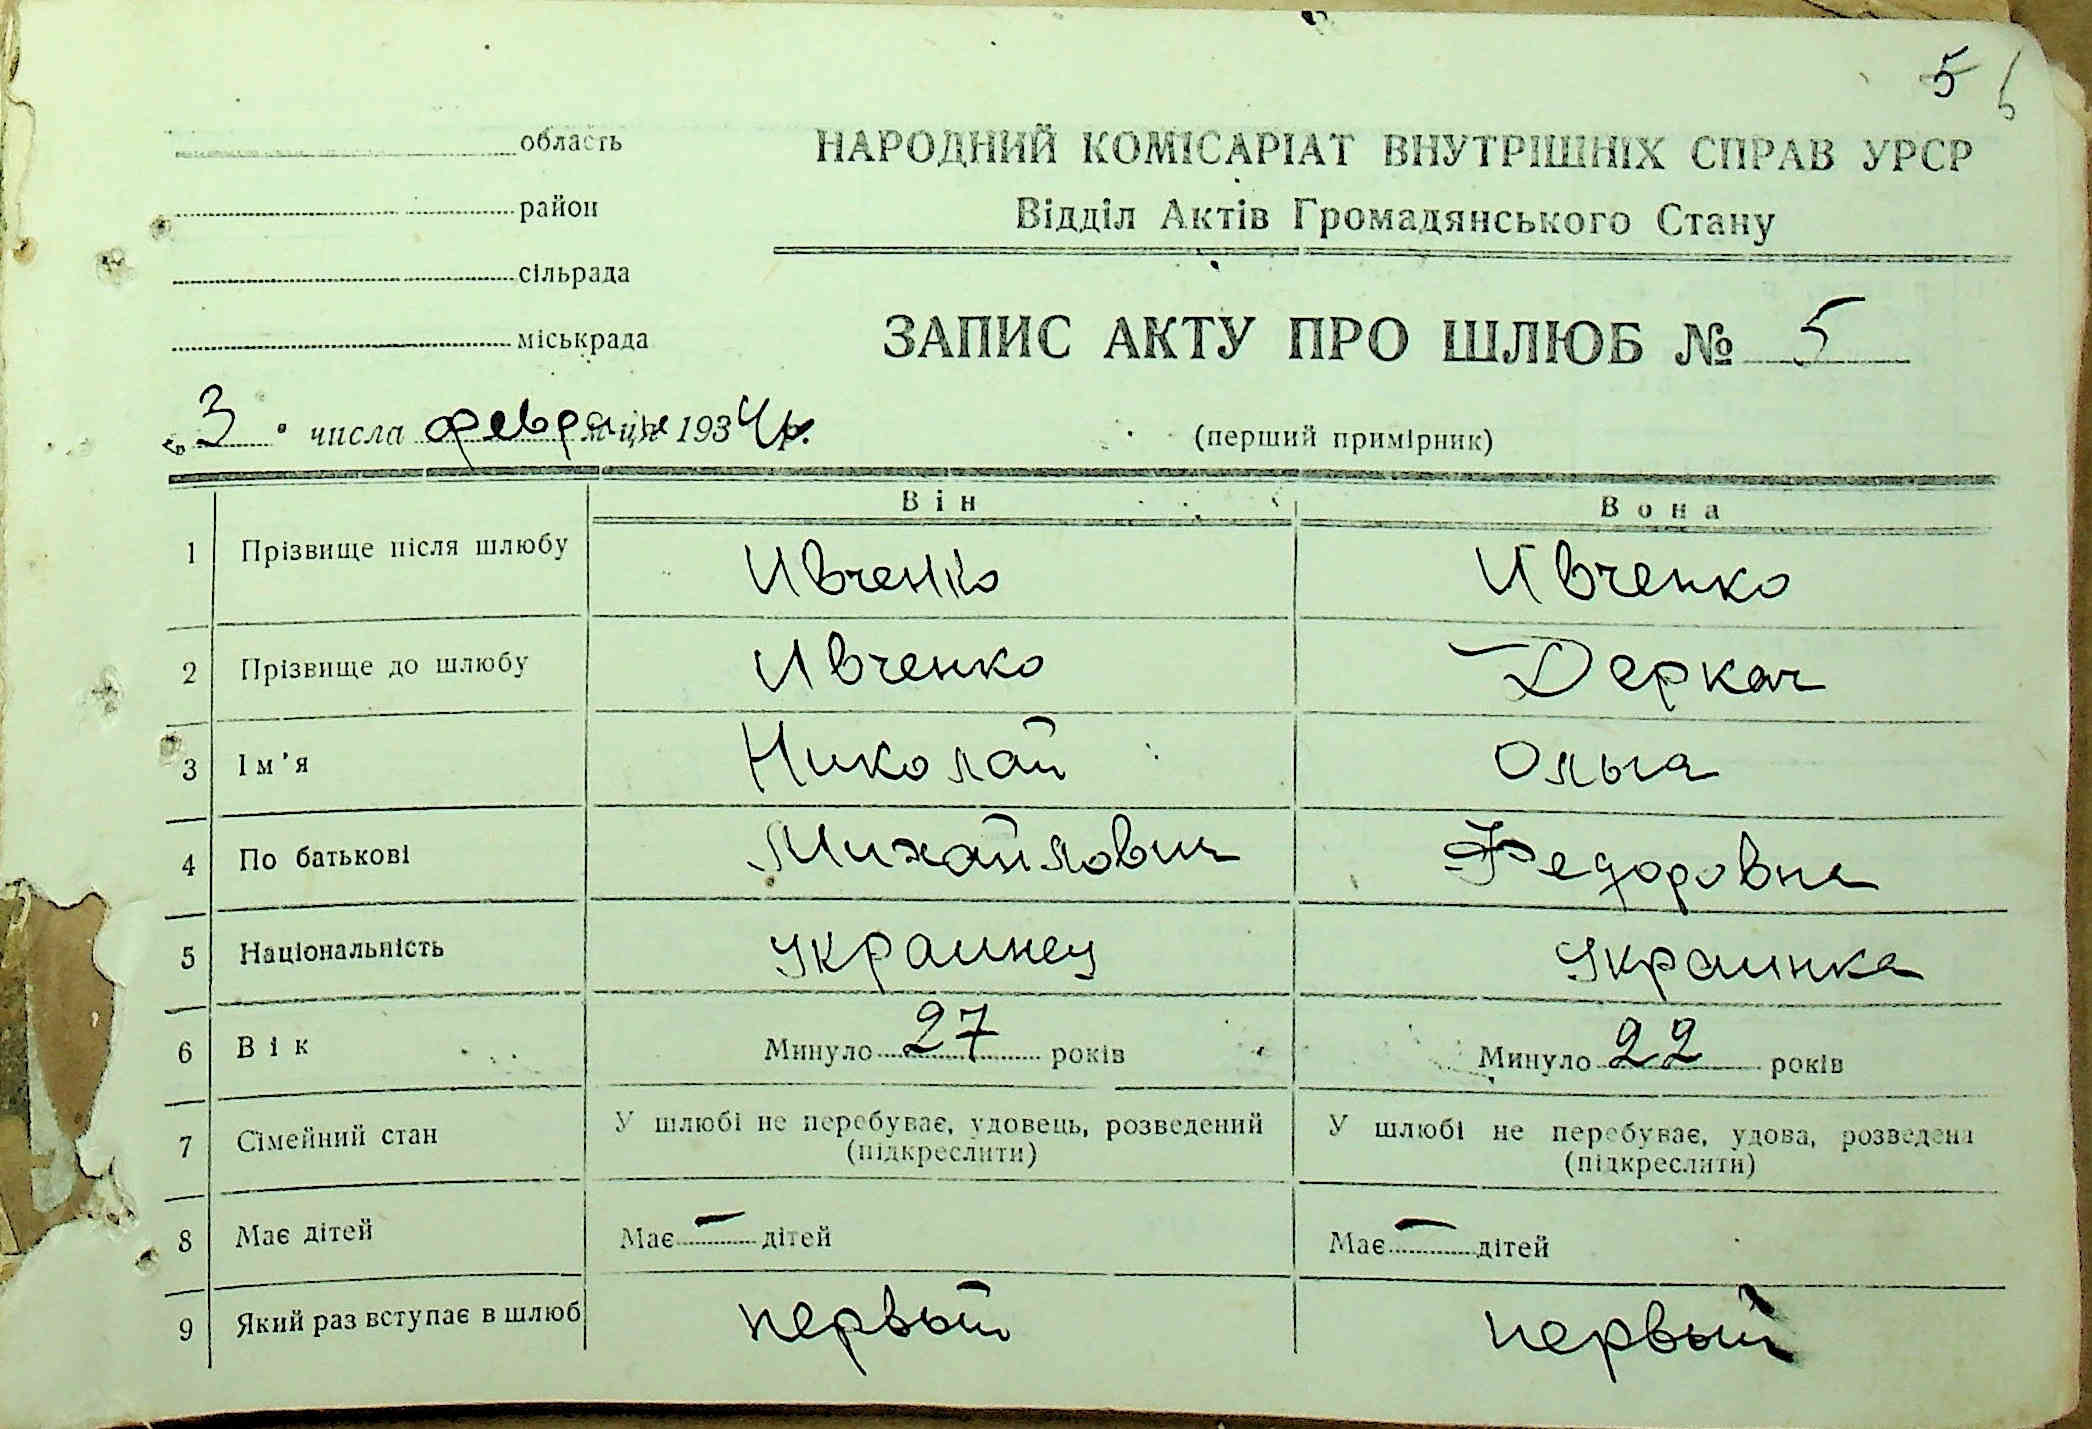 5 6
область
район
сільрада
міськрада
НАРОДНИЙ КОМІСАРІАТ ВНУТРІШНІХ СПРАВ УРСР
Відділ Актів Громадянського Стану
ЗАПИС АКТУ ПРО ШЛЮБ № 5
„3" числа февраля м-ця 1934 р.
(перший примірник)
Він Вона
1 Прізвище після шлюбу Ивченко Ивченко
2 Прізвище до шлюбу Ивченко Деркач
3 Ім'я Николай Ольга
4 По батькові Михайлович Федоровна
5 Національність Украинец Украинка
6 Вік Минуло 27 років Минуло 22 років
7 Сімейний стан У шлюбі не перебуває, удовець, розведений У шлюбі не перебуває, удова, розведена
(підкреслити) (підкреслити)
8 Має дітей Має — дітей Має — дітей
9 Який раз вступає в шлюб первый первый